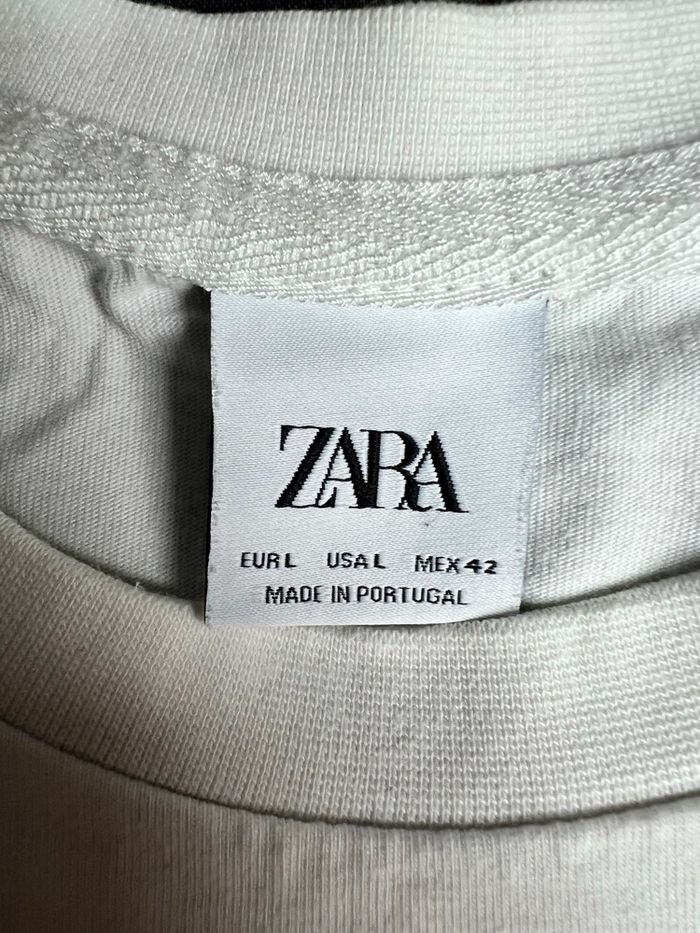 ZARA
EUR L USA L MEX 42
MADE IN PORTUGAL